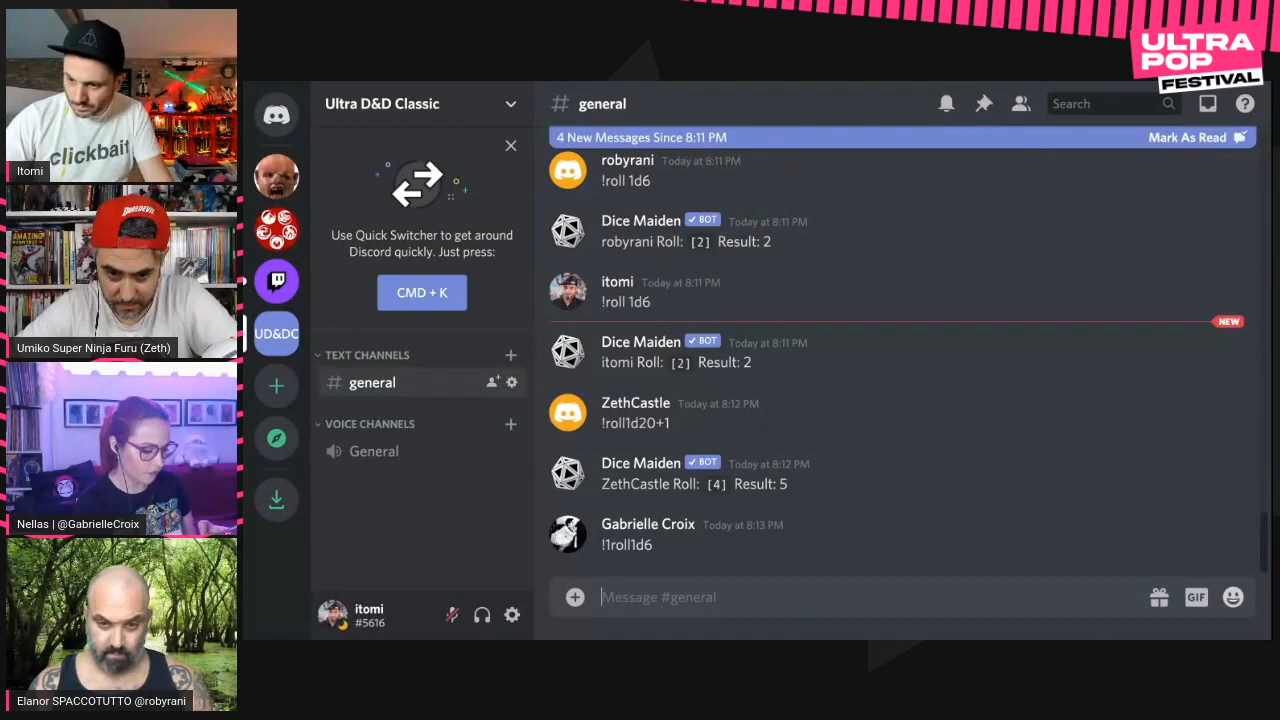 ULTRA
POP
FESTIVAL
clickbait
Itomi
DAREDEVIL
AMAZING
Umiko Super Ninja Furu (Zeth)
Nellas | @GabrielleCroix
Elanor SPACCOTUTTO @robyrani
UD&DC
Ultra D&D Classic
Use Quick Switcher to get around
Discord quickly. Just press:
CMD + K
TEXT CHANNELS
# general
VOICE CHANNELS
General
itomi
#5616
# general
Search
4 New Messages Since 8:11 PM
Mark As Read
robyrani Today at 8:11 PM
!roll 1d6
Dice Maiden ✓ BOT Today at 8:11 PM
robyrani Roll: [2] Result: 2
itomi Today at 8:11 PM
!roll 1d6
NEW
Dice Maiden ✓ BOT Today at 8:11 PM
itomi Roll: [2] Result: 2
ZethCastle Today at 8:12 PM
!roll1d20+1
Dice Maiden ✓ BOT Today at 8:12 PM
ZethCastle Roll: [4] Result: 5
Gabrielle Croix Today at 8:13 PM
!1roll1d6
Message #general
GIF